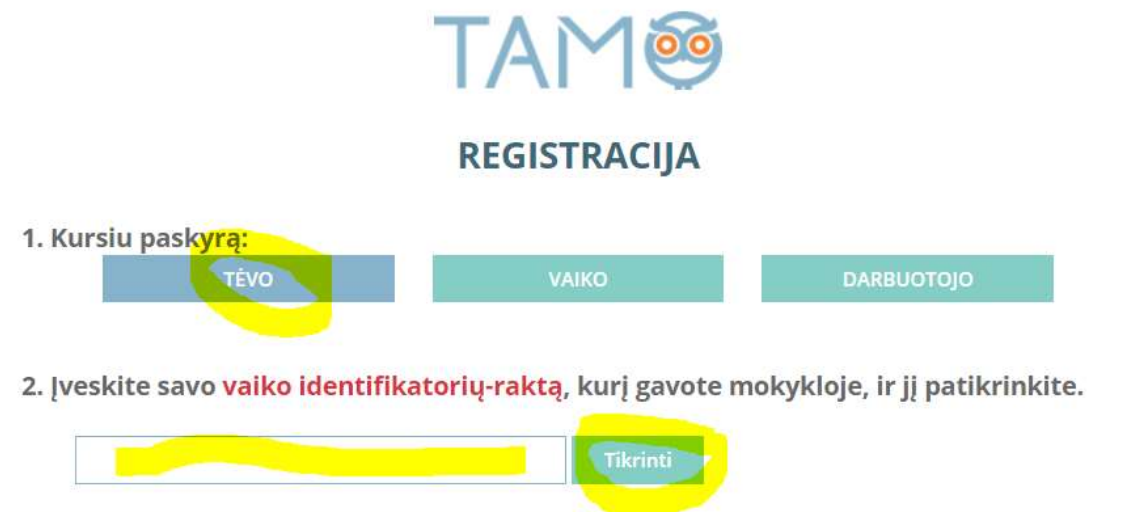 TAMO
REGISTRACIJA
1. Kursiu paskyrą:
TĖVO VAIKO DARBUOTOJO
2. Įveskite savo vaiko identifikatorių-raktą, kurį gavote mokykloje, ir jį patikrinkite.
Tikrinti